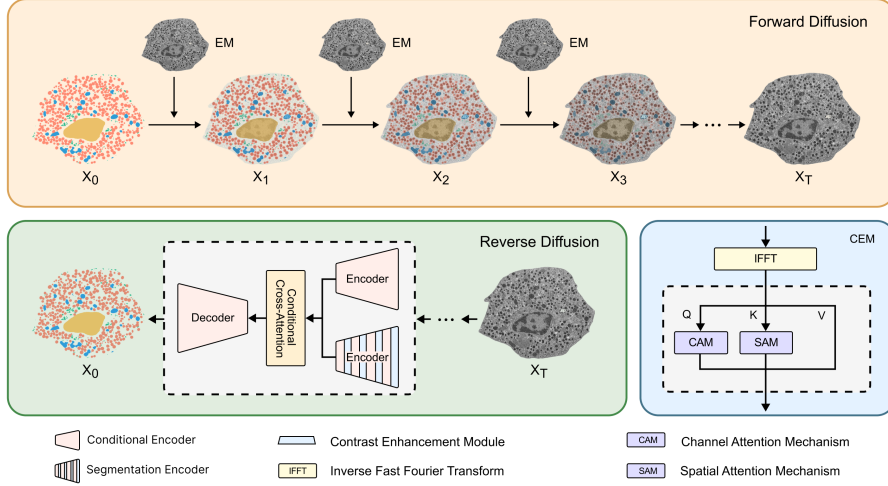 Forward Diffusion
EM
EM
EM
X0
X1
X2
X3
XT
Reverse Diffusion
Decoder
Conditional
Cross-Attention
Encoder
Encoder
X0
XT
CEM
IFFT
Q
K
V
CAM
SAM
Conditional Encoder
Contrast Enhancement Module
CAM
Channel Attention Mechanism
Segmentation Encoder
IFFT
Inverse Fast Fourier Transform
SAM
Spatial Attention Mechanism